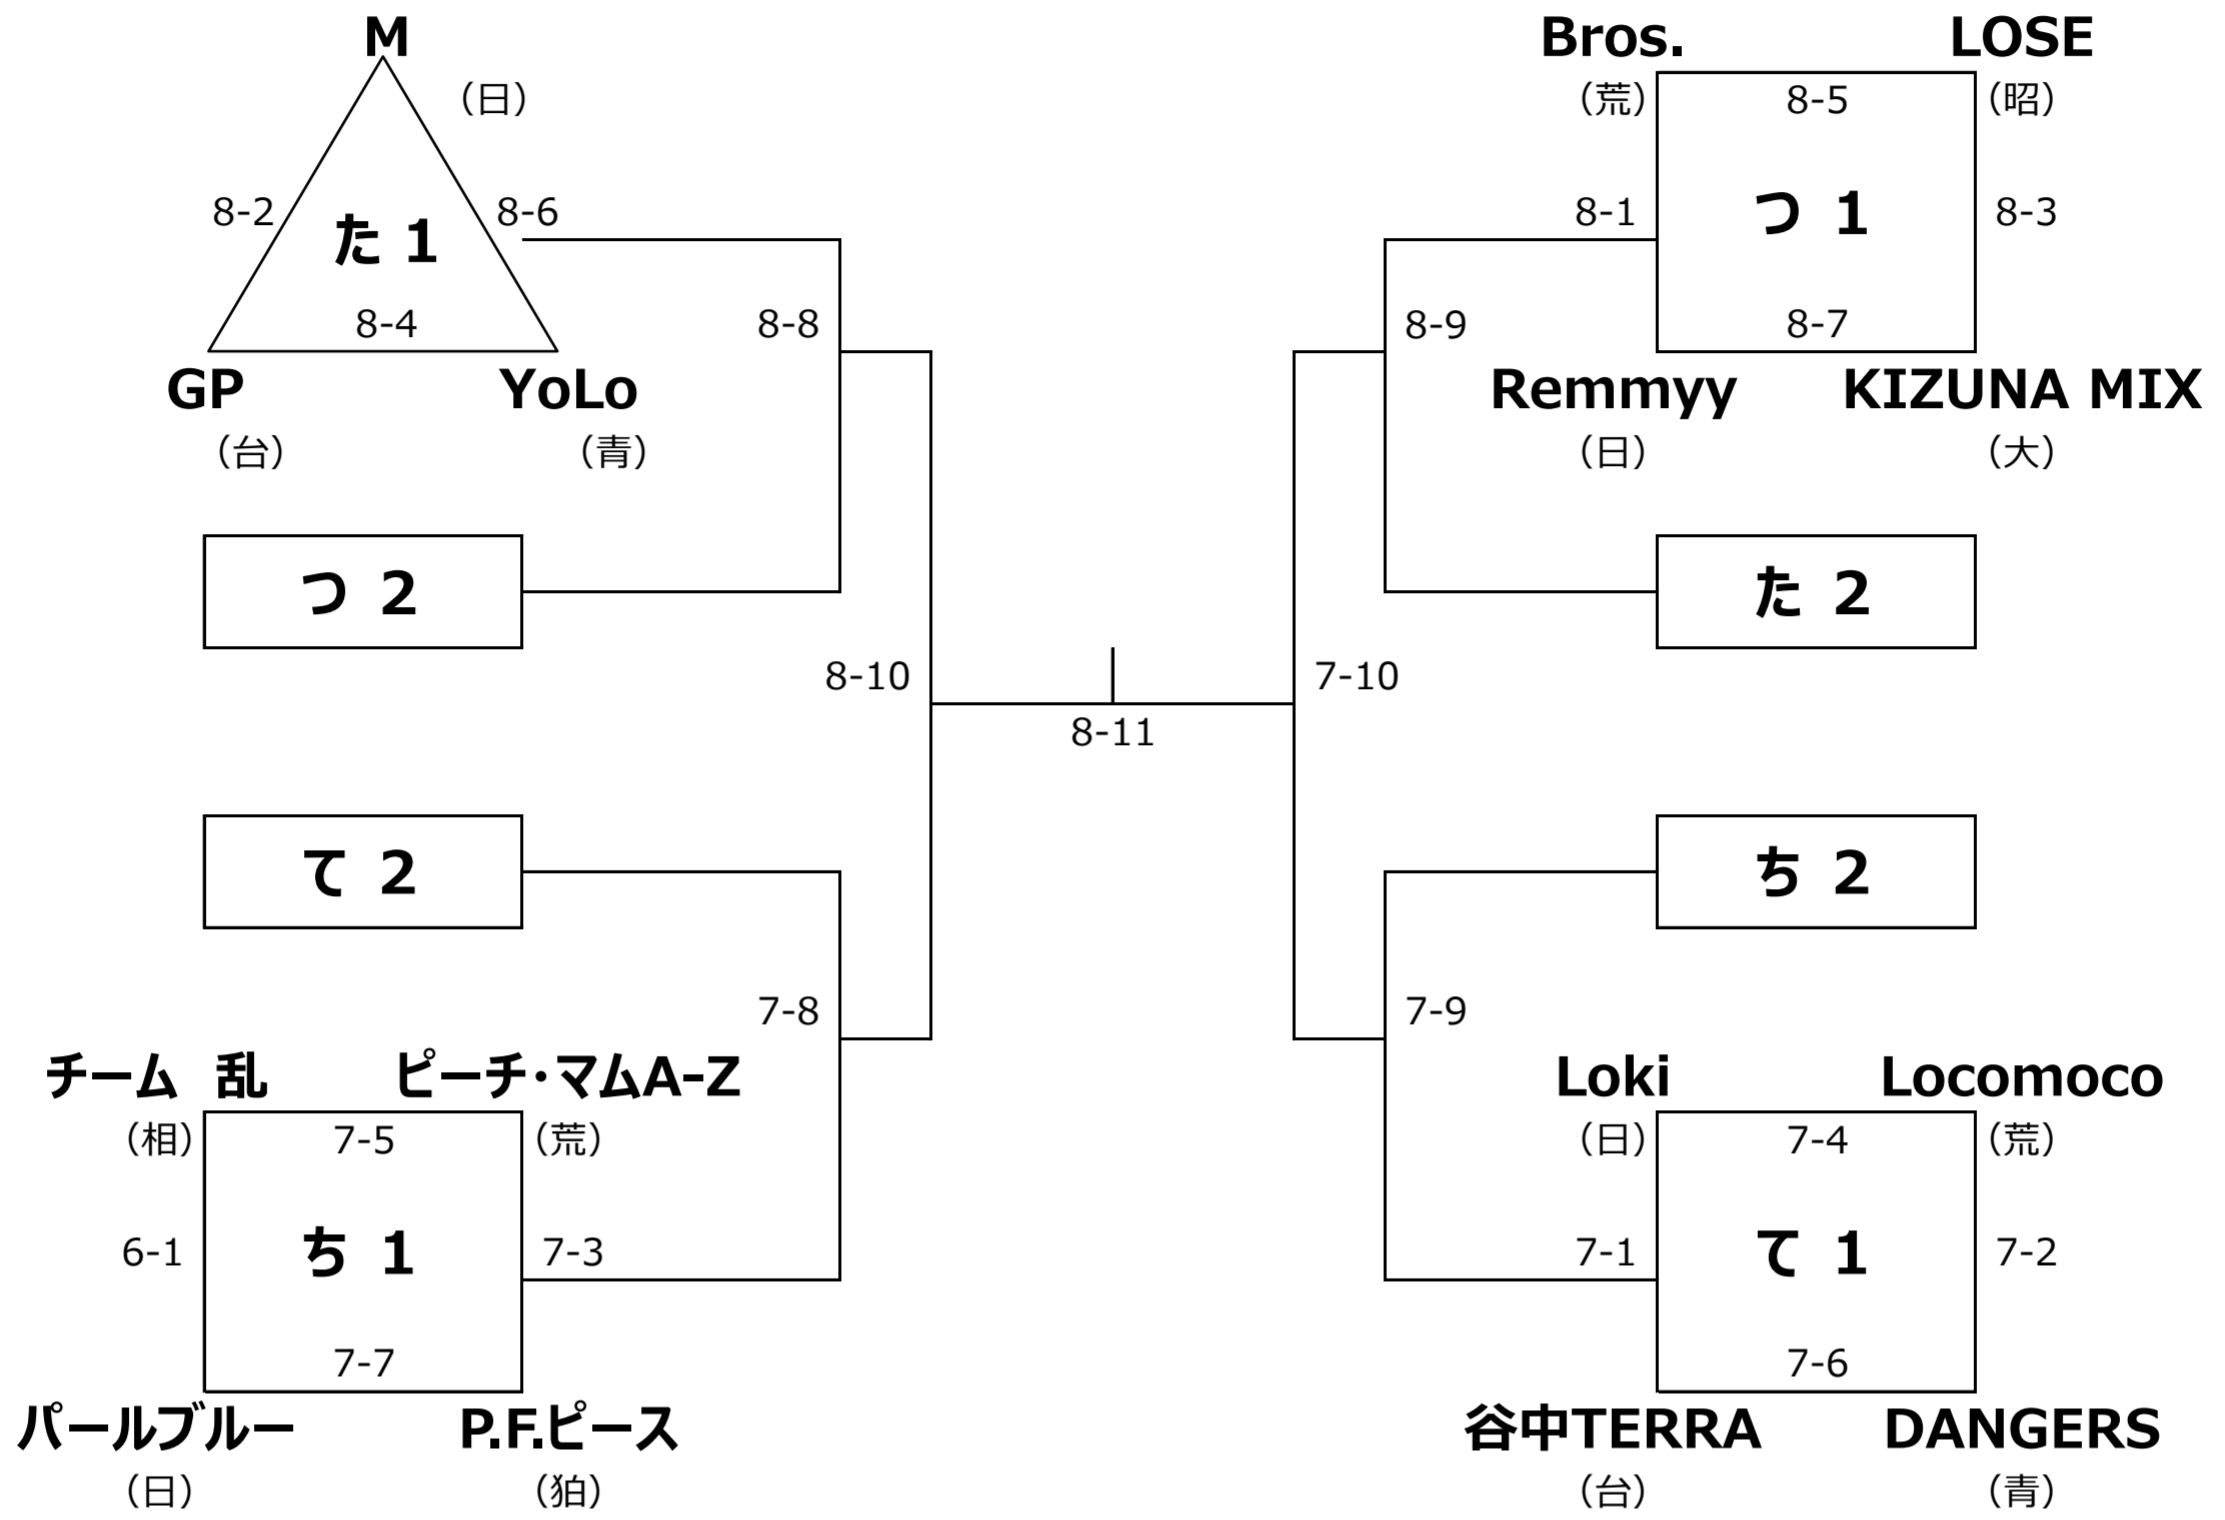 M
(日)
8-2
8-6
た 1
8-4
GP
YoLo
(台)
(青)
8-8
つ 2
8-10
て 2
7-8
チーム 乱
ピーチ・マムA-Z
(相)
7-5
(荒)
6-1
ち 1
7-3
7-7
パールブルー
P.F.ピース
(日)
(狛)
8-11
Bros.
LOSE
(荒)
8-5
(昭)
8-1
つ 1
8-3
8-9
8-7
Remmyy
KIZUNA MIX
(日)
(大)
た 2
7-10
ち 2
7-9
Loki
Locomoco
(日)
7-4
(荒)
7-1
て 1
7-2
7-6
谷中TERRA
DANGERS
(台)
(青)